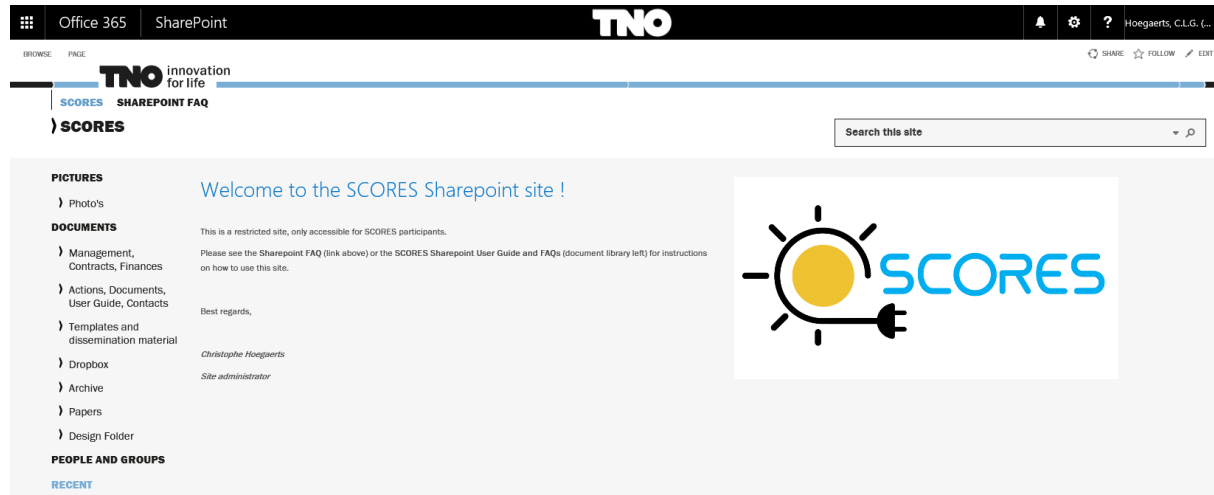 Office 365 SharePoint TNO ? Hoegaerts, C.L.G. (...
BROWSE PAGE SHARE FOLLOW EDIT
TNO innovation
for life
SCORES SHAREPOINT FAQ
SCORES
Search this site
PICTURES
Photo's
DOCUMENTS
Management,
Contracts, Finances
Actions, Documents,
User Guide, Contacts
Templates and
dissemination material
Dropbox
Archive
Papers
Design Folder
PEOPLE AND GROUPS
RECENT
Welcome to the SCORES Sharepoint site !
This is a restricted site, only accessible for SCORES participants.
Please see the Sharepoint FAQ (link above) or the SCORES Sharepoint User Guide and FAQs (document library left) for instructions
on how to use this site.
Best regards,
Christophe Hoegaerts
Site administrator
SCORES